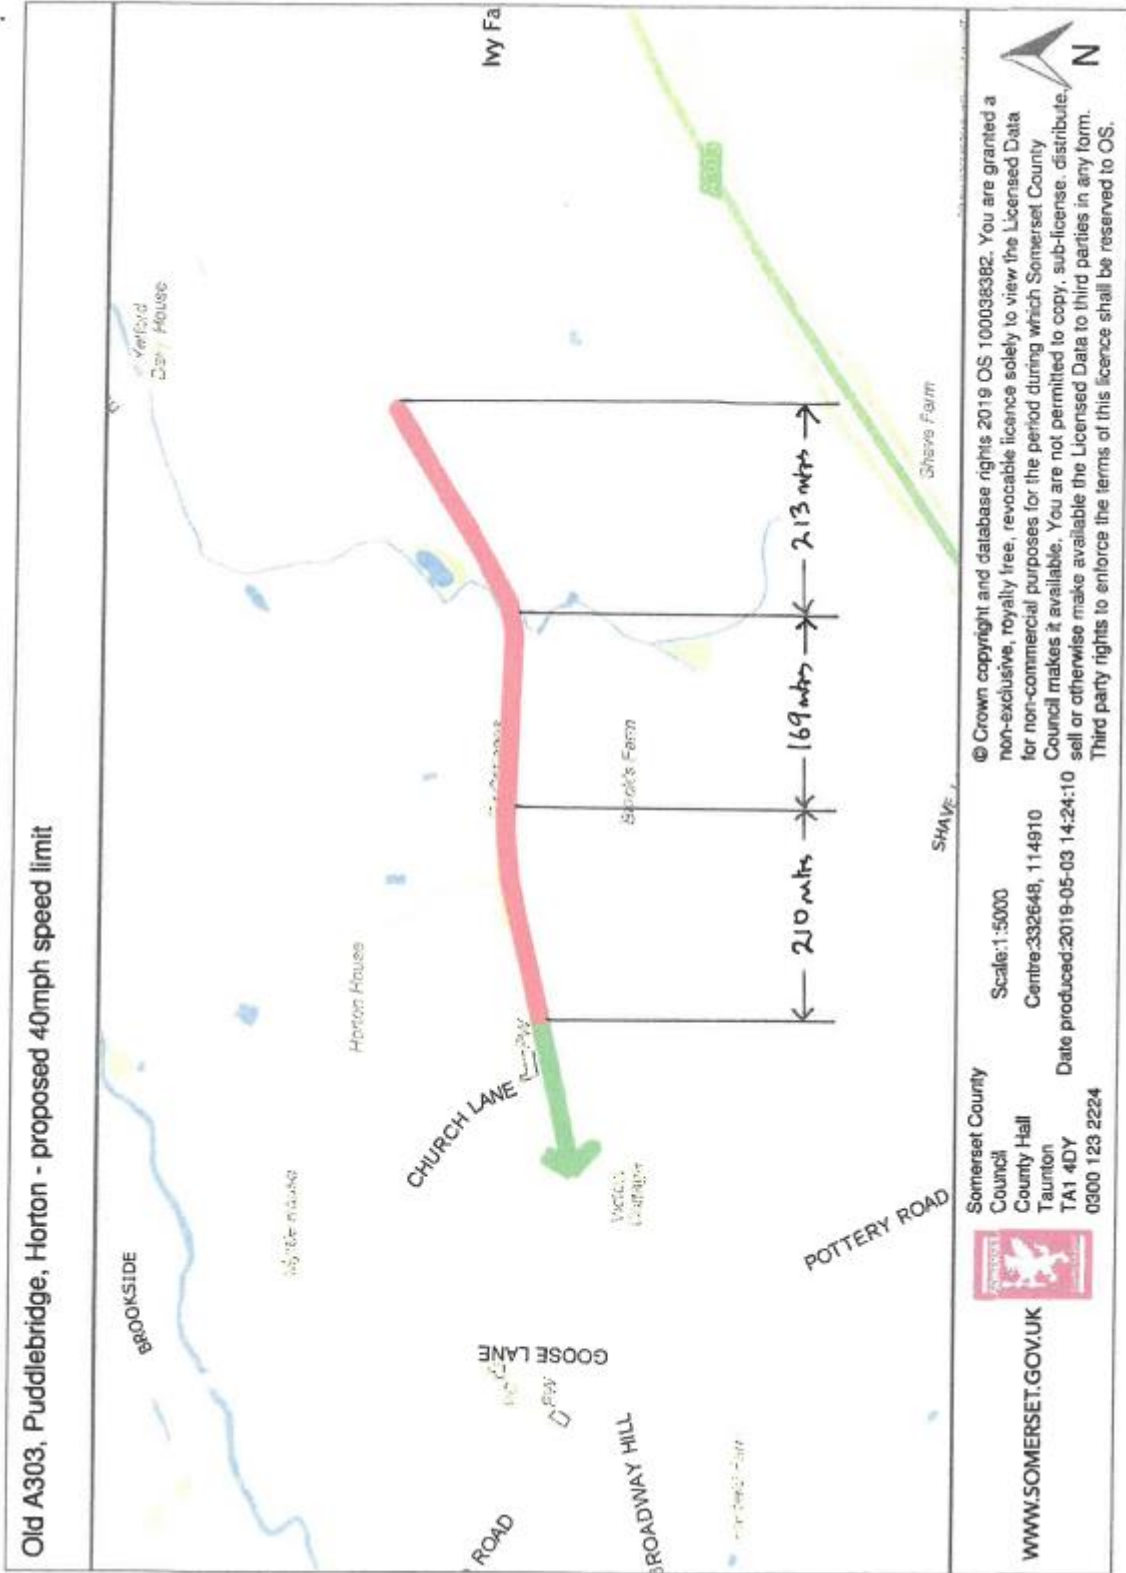 Old A303, Puddlebridge, Horton - proposed 40mph speed limit
BROOKSIDE
Horton House
Dairy House
Ivy Fa
CHURCH LANE
PW
GOOSE LANE
PW
ROAD
BROADWAY HILL
POTTERY ROAD
SHAVE L
Shave Farm
A303
210 mtrs
169 mtrs
213 mtrs
WWW.SOMERSET.GOV.UK
Somerset County
Council
County Hall
Taunton
TA1 4DY
0300 123 2224
Scale:1:5000
Centre:332648, 114910
Date produced:2019-05-03 14:24:10
© Crown copyright and database rights 2019 OS 100038382. You are granted a
non-exclusive, royalty free, revocable licence solely to view the Licensed Data
for non-commercial purposes for the period during which Somerset County
Council makes it available. You are not permitted to copy, sub-license, distribute,
sell or otherwise make available the Licensed Data to third parties in any form.
Third party rights to enforce the terms of this licence shall be reserved to OS.
N